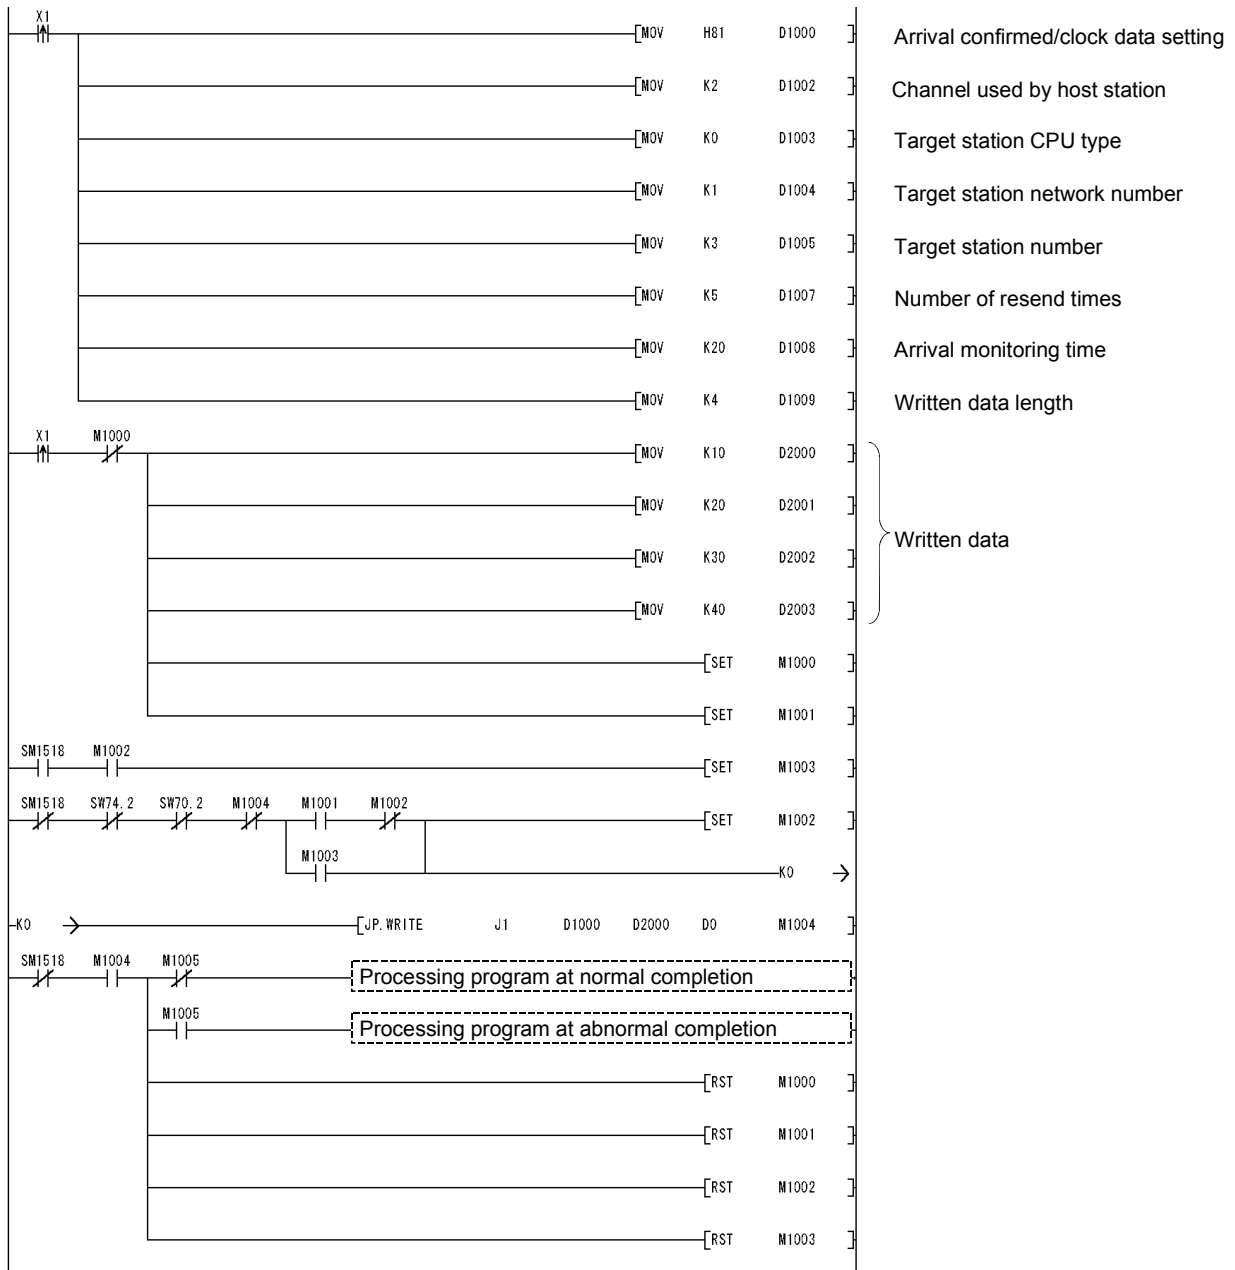 X1
[MOV H81 D1000 ] Arrival confirmed/clock data setting
[MOV K2 D1002 ] Channel used by host station
[MOV K0 D1003 ] Target station CPU type
[MOV K1 D1004 ] Target station network number
[MOV K3 D1005 ] Target station number
[MOV K5 D1007 ] Number of resend times
[MOV K20 D1008 ] Arrival monitoring time
[MOV K4 D1009 ] Written data length
X1 M1000
[MOV K10 D2000 ]
[MOV K20 D2001 ]
Written data
[MOV K30 D2002 ]
[MOV K40 D2003 ]
[SET M1000 ]
[SET M1001 ]
SM1518 M1002
[SET M1003 ]
SM1518 SW74.2 SW70.2 M1004 M1001 M1002
[SET M1002 ]
M1003
K0
K0 [JP.WRITE J1 D1000 D2000 D0 M1004 ]
SM1518 M1004 M1005
Processing program at normal completion
M1005
Processing program at abnormal completion
[RST M1000 ]
[RST M1001 ]
[RST M1002 ]
[RST M1003 ]